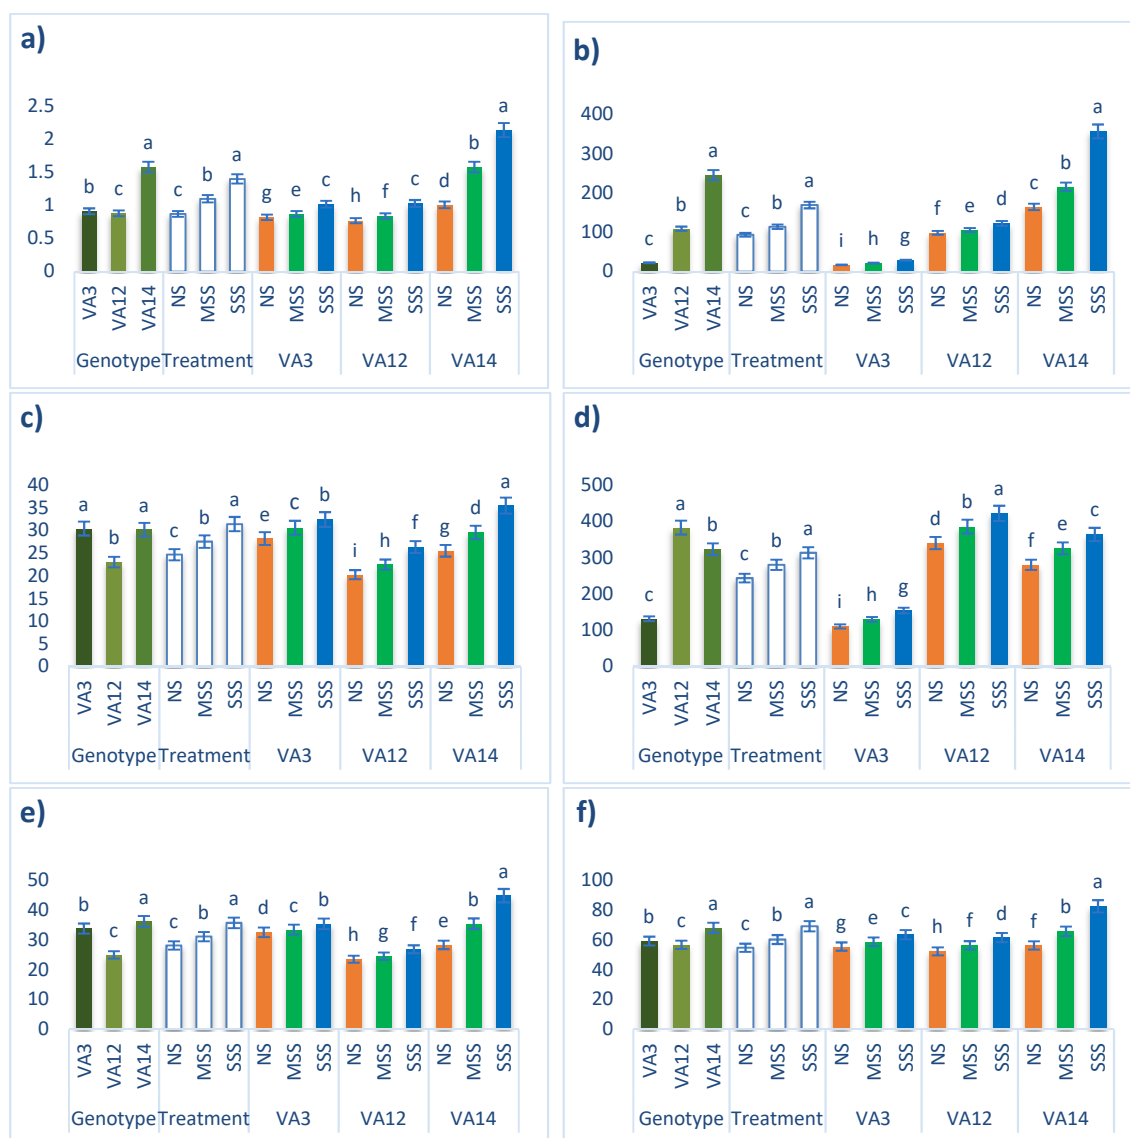 a)
2.5
2
1.5
1
0.5
0
b c a c b a g e c h f c d b a
VA3 VA12 VA14 NS MSS SSS NS MSS SSS NS MSS SSS NS MSS SSS
Genotype Treatment VA3 VA12 VA14
b)
400
300
200
100
0
c b a c b a i h g f e d c b a
VA3 VA12 VA14 NS MSS SSS NS MSS SSS NS MSS SSS NS MSS SSS
Genotype Treatment VA3 VA12 VA14
c)
40
35
30
25
20
15
10
5
0
a b a c b a e c b i h f g d a
VA3 VA12 VA14 NS MSS SSS NS MSS SSS NS MSS SSS NS MSS SSS
Genotype Treatment VA3 VA12 VA14
d)
500
400
300
200
100
0
c a b c b a i h g d b a f e c
VA3 VA12 VA14 NS MSS SSS NS MSS SSS NS MSS SSS NS MSS SSS
Genotype Treatment VA3 VA12 VA14
e)
50
40
30
20
10
0
b c a c b a d c b h g f e b a
VA3 VA12 VA14 NS MSS SSS NS MSS SSS NS MSS SSS NS MSS SSS
Genotype Treatment VA3 VA12 VA14
f)
100
80
60
40
20
0
b c a c b a g e c h f d f b a
VA3 VA12 VA14 NS MSS SSS NS MSS SSS NS MSS SSS NS MSS SSS
Genotype Treatment VA3 VA12 VA14